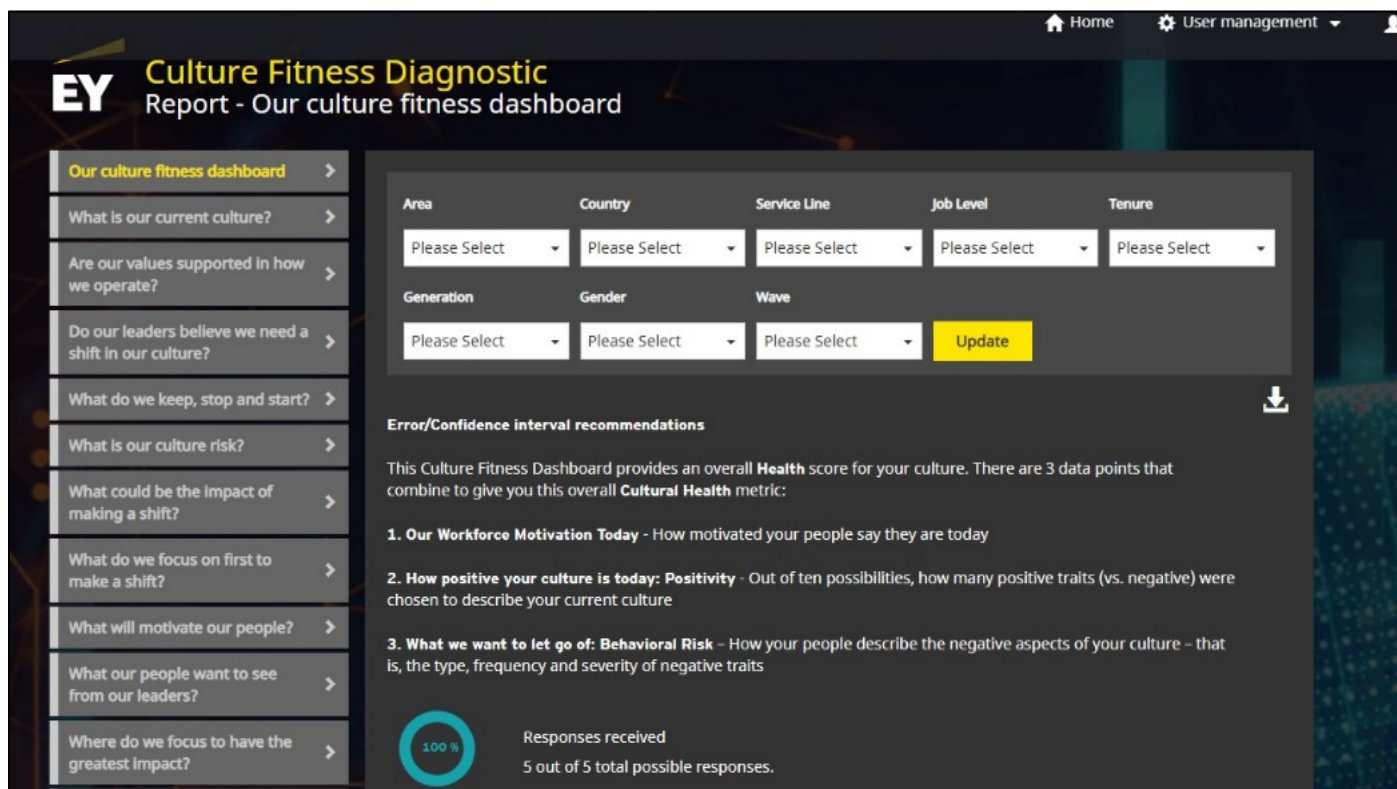 Home
User management
EY
Culture Fitness Diagnostic
Report - Our culture fitness dashboard
Our culture fitness dashboard
What is our current culture?
Are our values supported in how
we operate?
Do our leaders believe we need a
shift in our culture?
What do we keep, stop and start?
What is our culture risk?
What could be the impact of
making a shift?
What do we focus on first to
make a shift?
What will motivate our people?
What our people want to see
from our leaders?
Where do we focus to have the
greatest impact?
Area Country Service Line Job Level Tenure
Please Select Please Select Please Select Please Select Please Select
Generation Gender Wave
Please Select Please Select Please Select Update
Error/Confidence interval recommendations
This Culture Fitness Dashboard provides an overall Health score for your culture. There are 3 data points that
combine to give you this overall Cultural Health metric:
1. Our Workforce Motivation Today - How motivated your people say they are today
2. How positive your culture is today: Positivity - Out of ten possibilities, how many positive traits (vs. negative) were
chosen to describe your current culture
3. What we want to let go of: Behavioral Risk – How your people describe the negative aspects of your culture – that
is, the type, frequency and severity of negative traits
100 %
Responses received
5 out of 5 total possible responses.